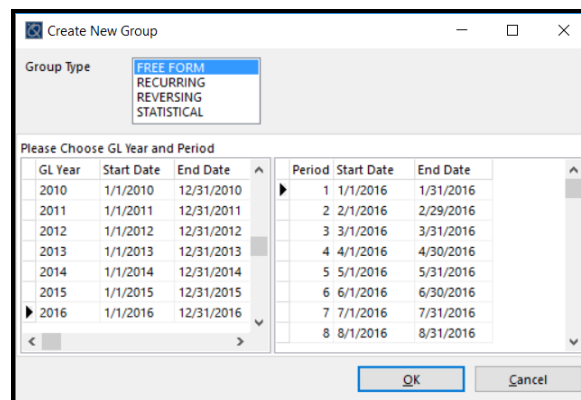 Create New Group
Group Type
FREE FORM
RECURRING
REVERSING
STATISTICAL
Please Choose GL Year and Period
GL Year Start Date End Date
2010 1/1/2010 12/31/2010
2011 1/1/2011 12/31/2011
2012 1/1/2012 12/31/2012
2013 1/1/2013 12/31/2013
2014 1/1/2014 12/31/2014
2015 1/1/2015 12/31/2015
2016 1/1/2016 12/31/2016
Period Start Date End Date
1 1/1/2016 1/31/2016
2 2/1/2016 2/29/2016
3 3/1/2016 3/31/2016
4 4/1/2016 4/30/2016
5 5/1/2016 5/31/2016
6 6/1/2016 6/30/2016
7 7/1/2016 7/31/2016
8 8/1/2016 8/31/2016
OK
Cancel